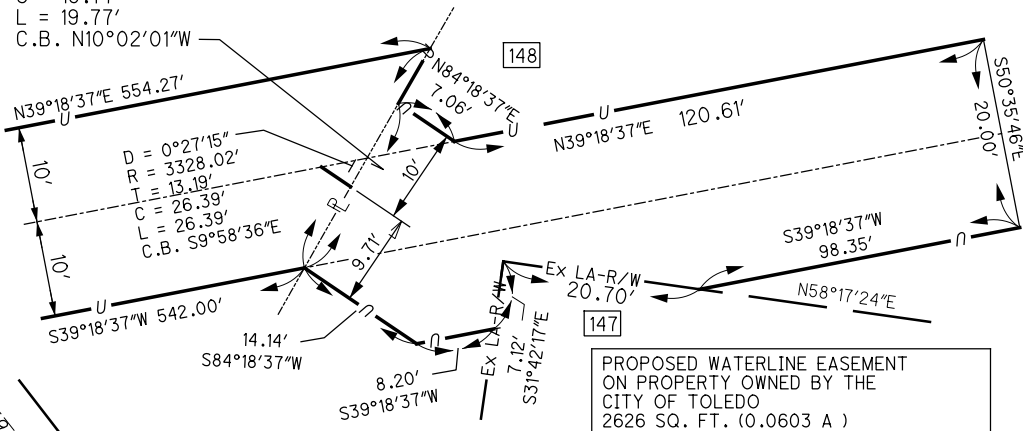 L = 19.77'
C.B. N10°02'01"W
148
N84°18'37"E
7.06'
N39°18'37"E 554.27'
U
U
U
N39°18'37"E 120.61'
S50°35'46"E
20.00'
D = 0°27'15"
R = 3328.02'
T = 13.19'
C = 26.39'
L = 26.39'
C.B. S9°58'36"E
10'
10'
10'
PL
9.71'
S39°18'37"W
98.35'
U
S39°18'37"W 542.00'
U
U
U
Ex LA-R/W
20.70'
N58°17'24"E
147
14.14'
S84°18'37"W
Ex LA-R/W
7.12'
S31°42'17"E
8.20'
S39°18'37"W
PROPOSED WATERLINE EASEMENT
ON PROPERTY OWNED BY THE
CITY OF TOLEDO
2626 SQ. FT. (0.0603 A )